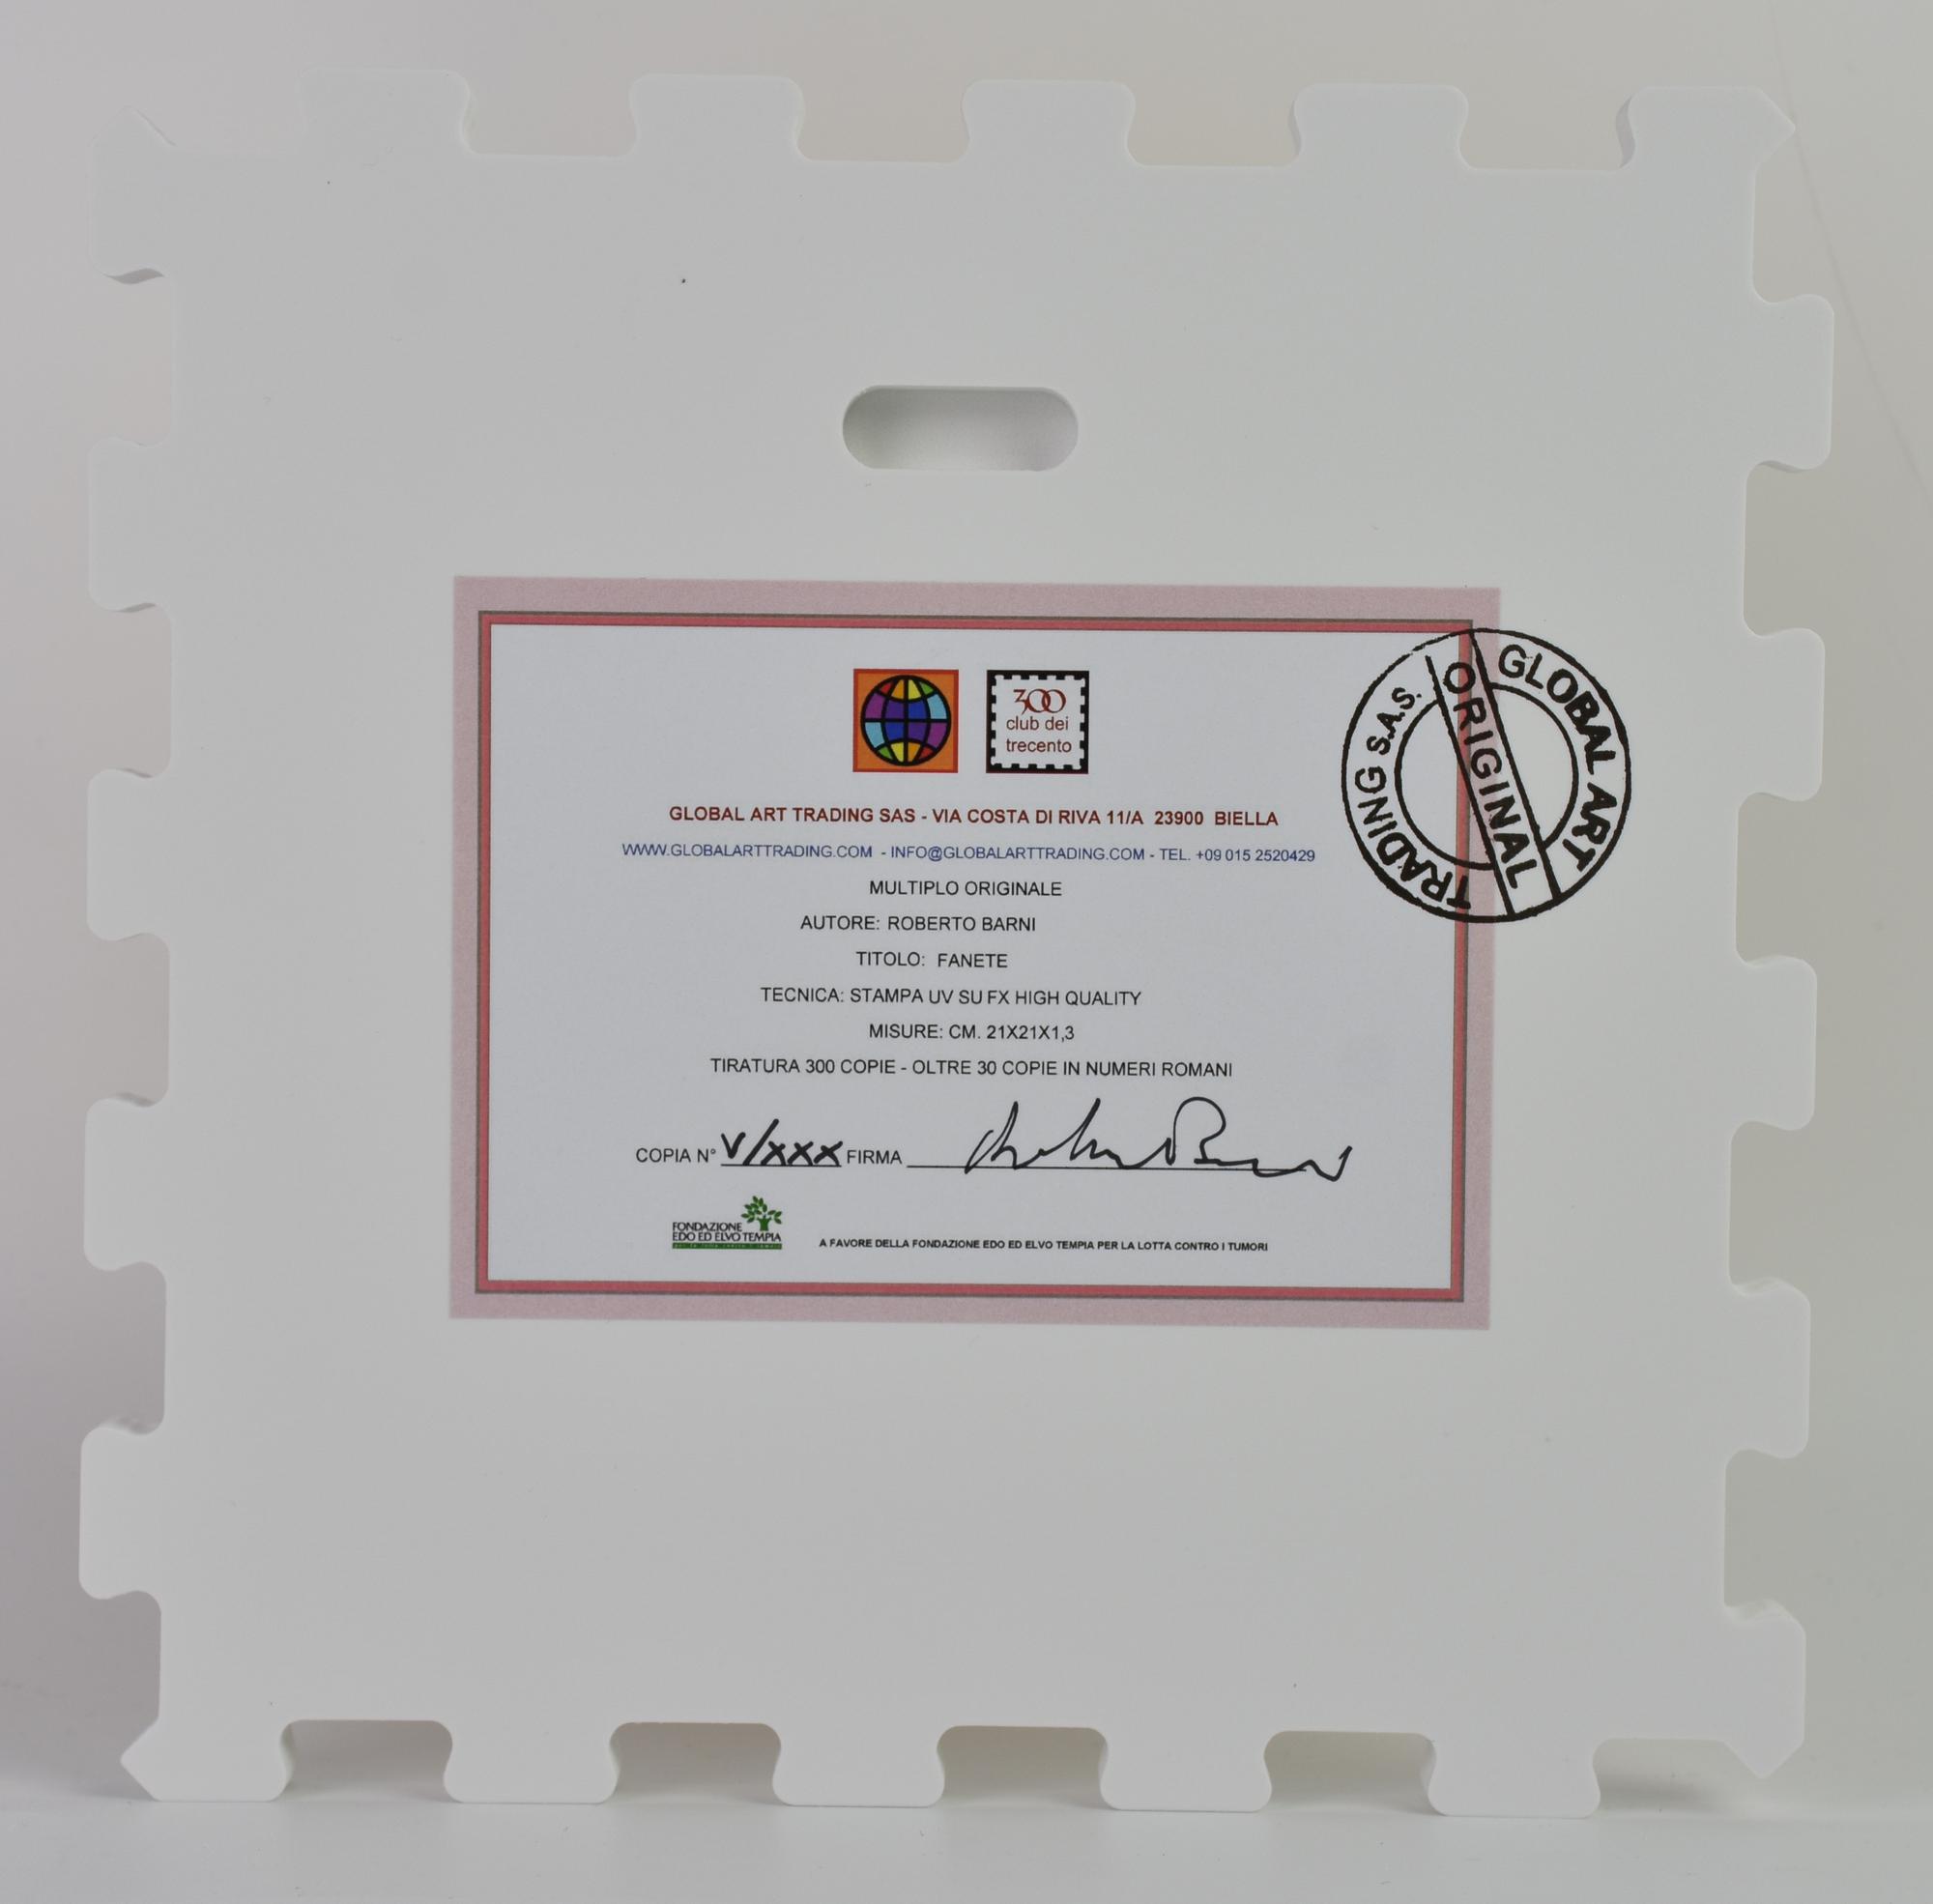 300
club dei
trecento
GLOBAL ART TRADING SAS - VIA COSTA DI RIVA 11/A 23900 BIELLA
WWW.GLOBALARTTRADING.COM - INFO@GLOBALARTTRADING.COM - TEL. +09 015 2520429
MULTIPLO ORIGINALE
AUTORE: ROBERTO BARNI
TITOLO: FANETE
TECNICA: STAMPA UV SU FX HIGH QUALITY
MISURE: CM. 21X21X1,3
TIRATURA 300 COPIE - OLTRE 30 COPIE IN NUMERI ROMANI
COPIA N° V/XXX FIRMA
FONDAZIONE
EDO ED ELVO TEMPIA
A FAVORE DELLA FONDAZIONE EDO ED ELVO TEMPIA PER LA LOTTA CONTRO I TUMORI
GLOBAL ART
TRADING S.A.S.
ORIGINAL